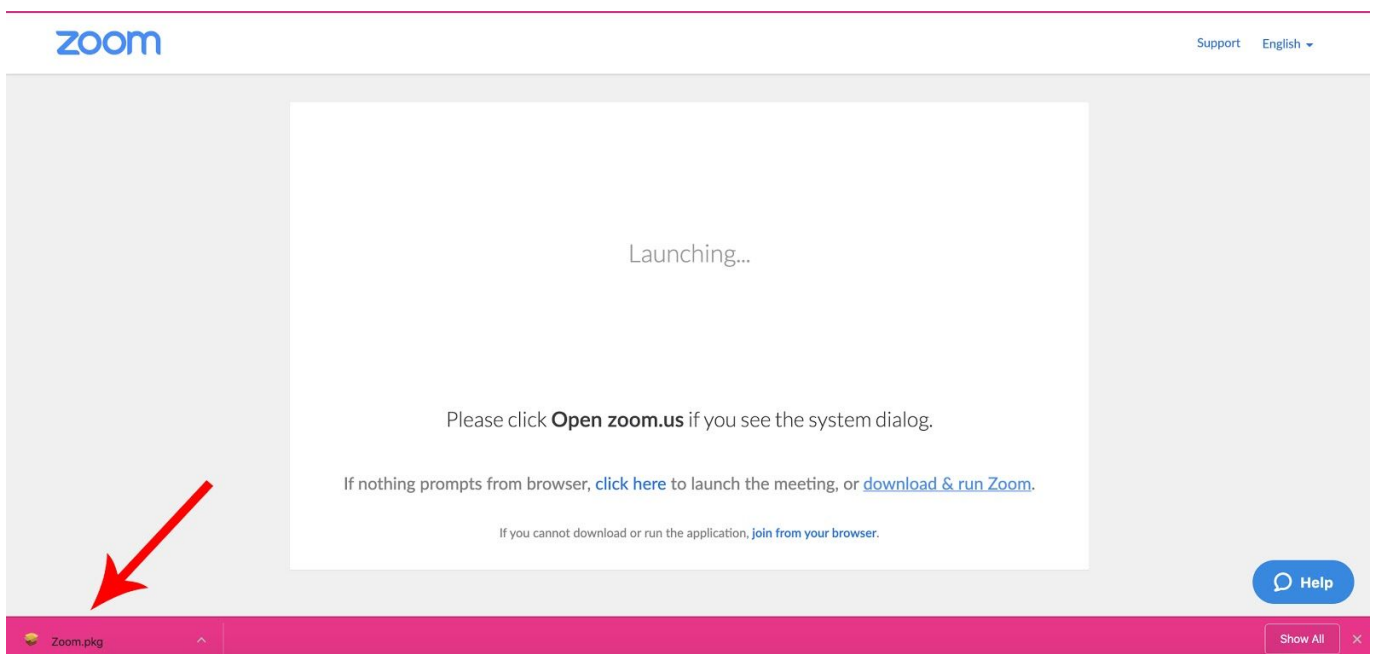 zoom
Support English
Launching...
Please click Open zoom.us if you see the system dialog.
If nothing prompts from browser, click here to launch the meeting, or download & run Zoom.
If you cannot download or run the application, join from your browser.
Help
Zoom.pkg
Show All